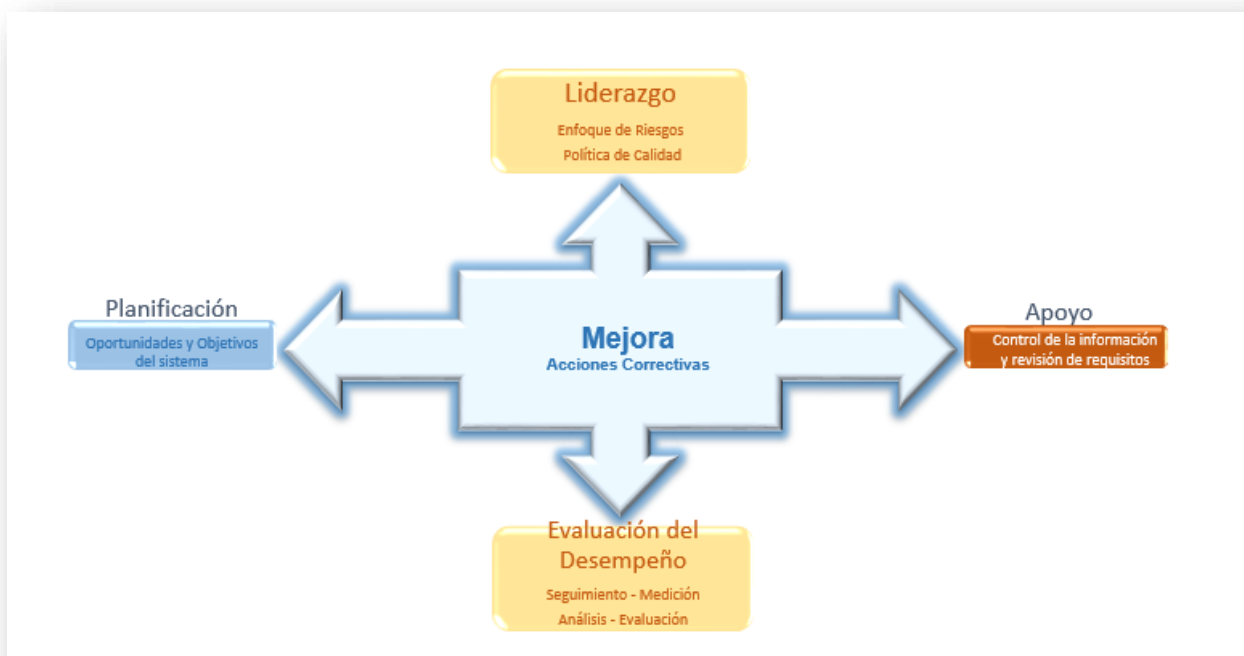 Liderazgo
Enfoque de Riesgos
Política de Calidad
Planificación
Oportunidades y Objetivos
del sistema
Mejora
Acciones Correctivas
Apoyo
Control de la información
y revisión de requisitos
Evaluación del
Desempeño
Seguimiento - Medición
Análisis - Evaluación